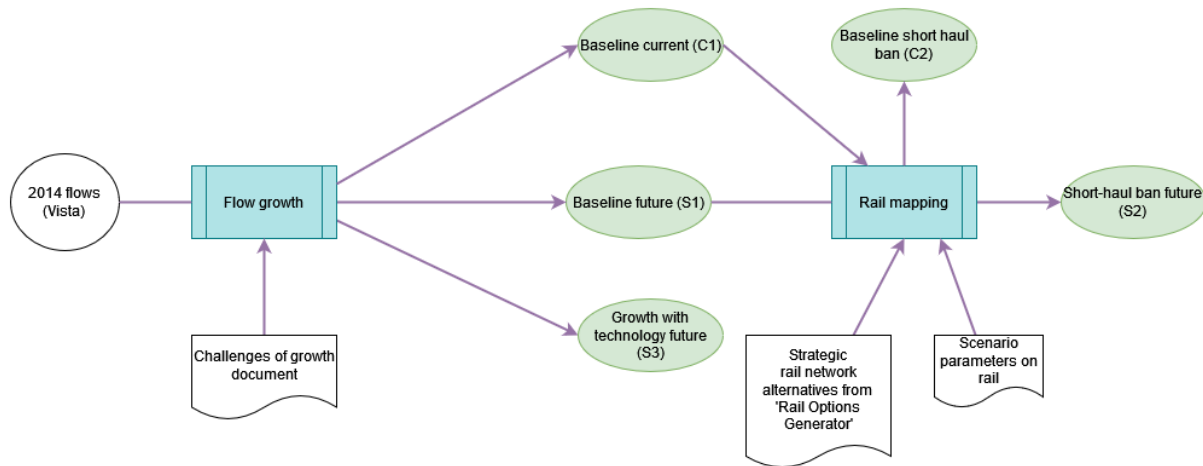 Baseline current (C1)
Baseline short haul
ban (C2)
2014 flows
(Vista)
Flow growth
Baseline future (S1)
Rail mapping
Short-haul ban future
(S2)
Challenges of growth
document
Growth with
technology future
(S3)
Strategic
rail network
alternatives from
'Rail Options
Generator'
Scenario
parameters on
rail